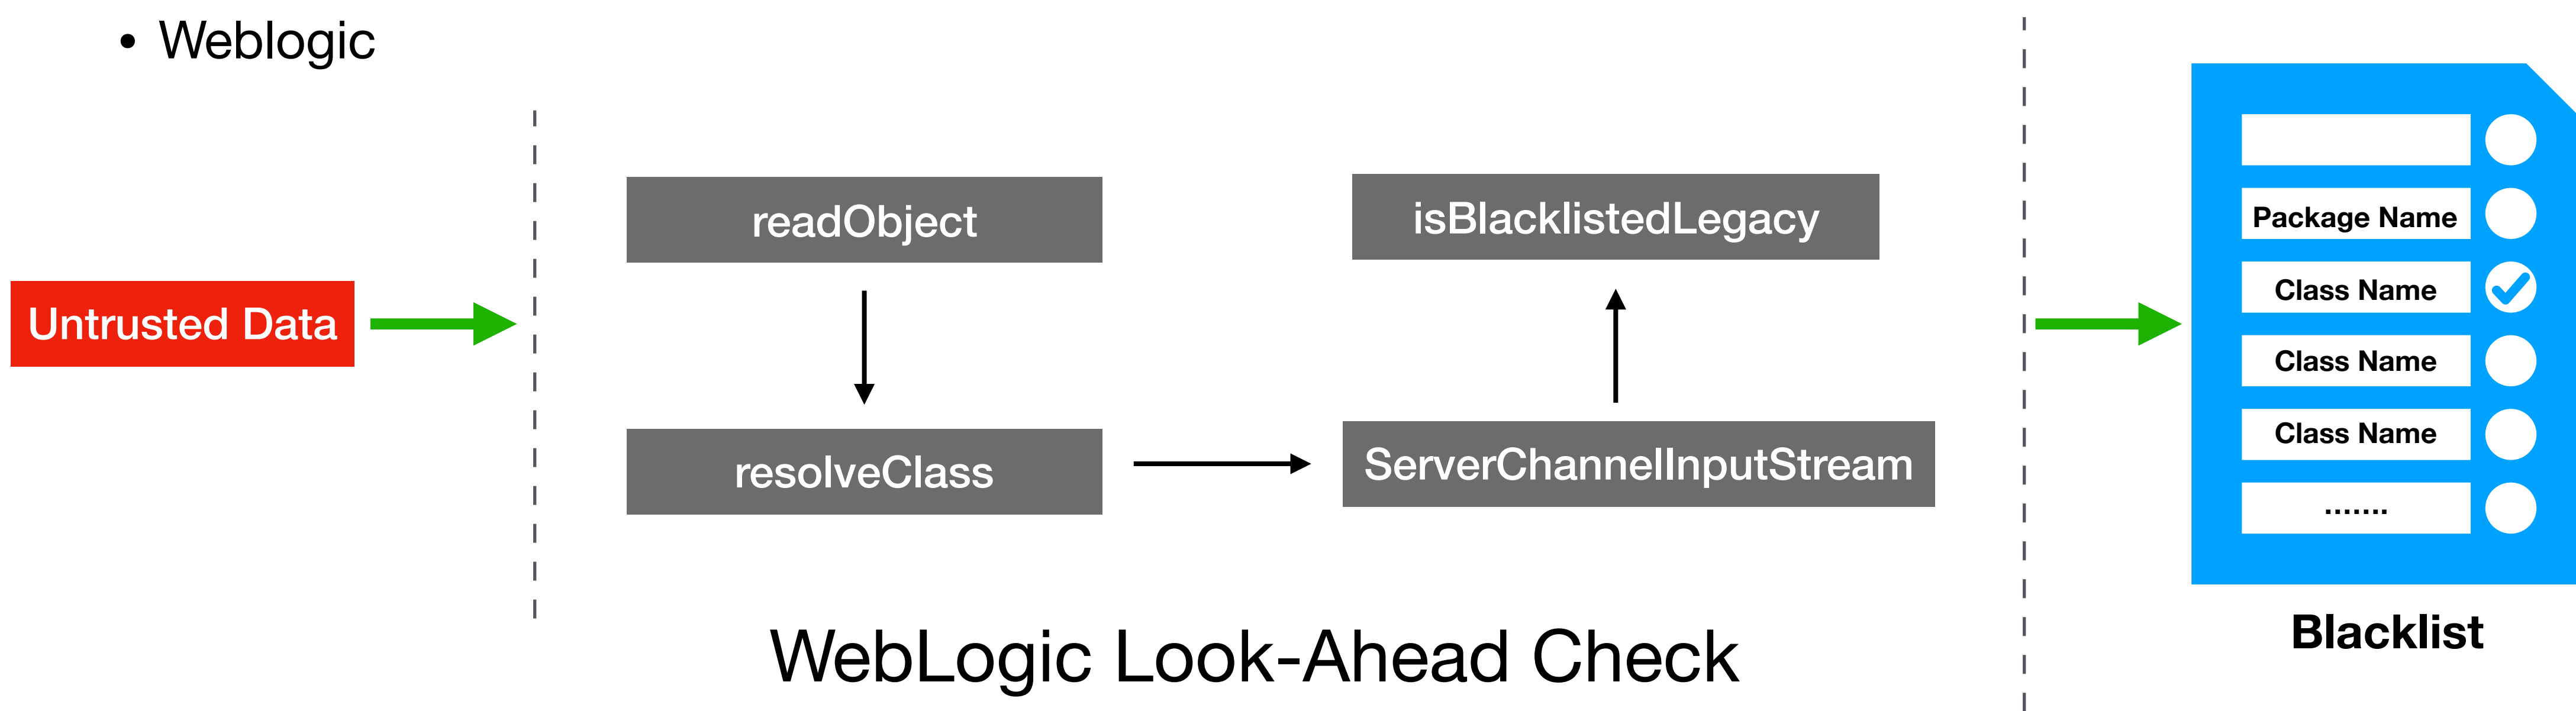 • Weblogic
Untrusted Data
readObject
resolveClass
ServerChannelInputStream
isBlacklistedLegacy
WebLogic Look-Ahead Check
Package Name
Class Name
Class Name
Class Name
.......
Blacklist